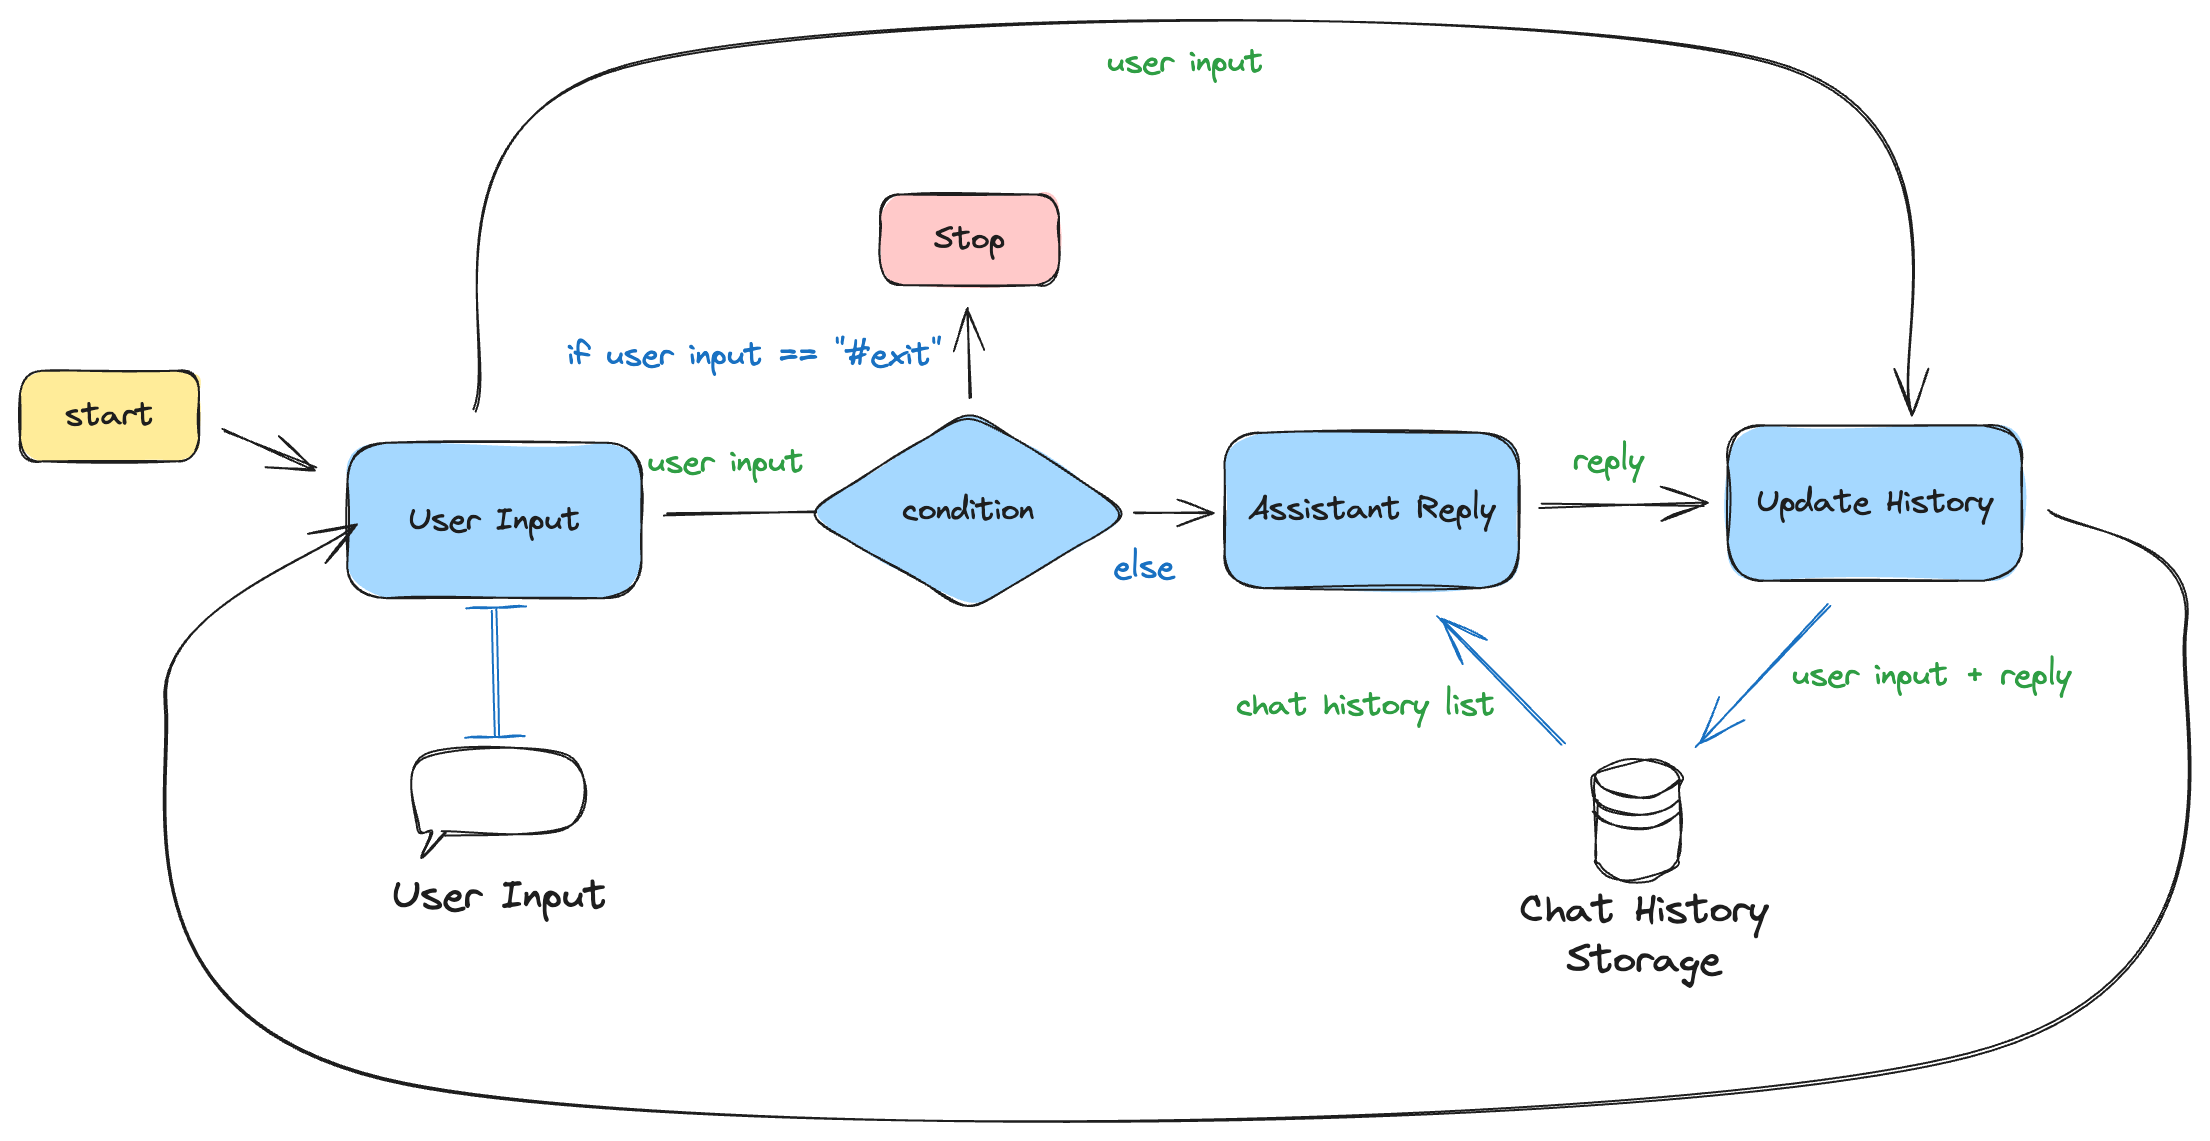 user input
Stop
if user input == "#exit"
start
user input
User Input
condition
else
Assistant Reply
reply
Update History
chat history list
user input + reply
User Input
Chat History
Storage